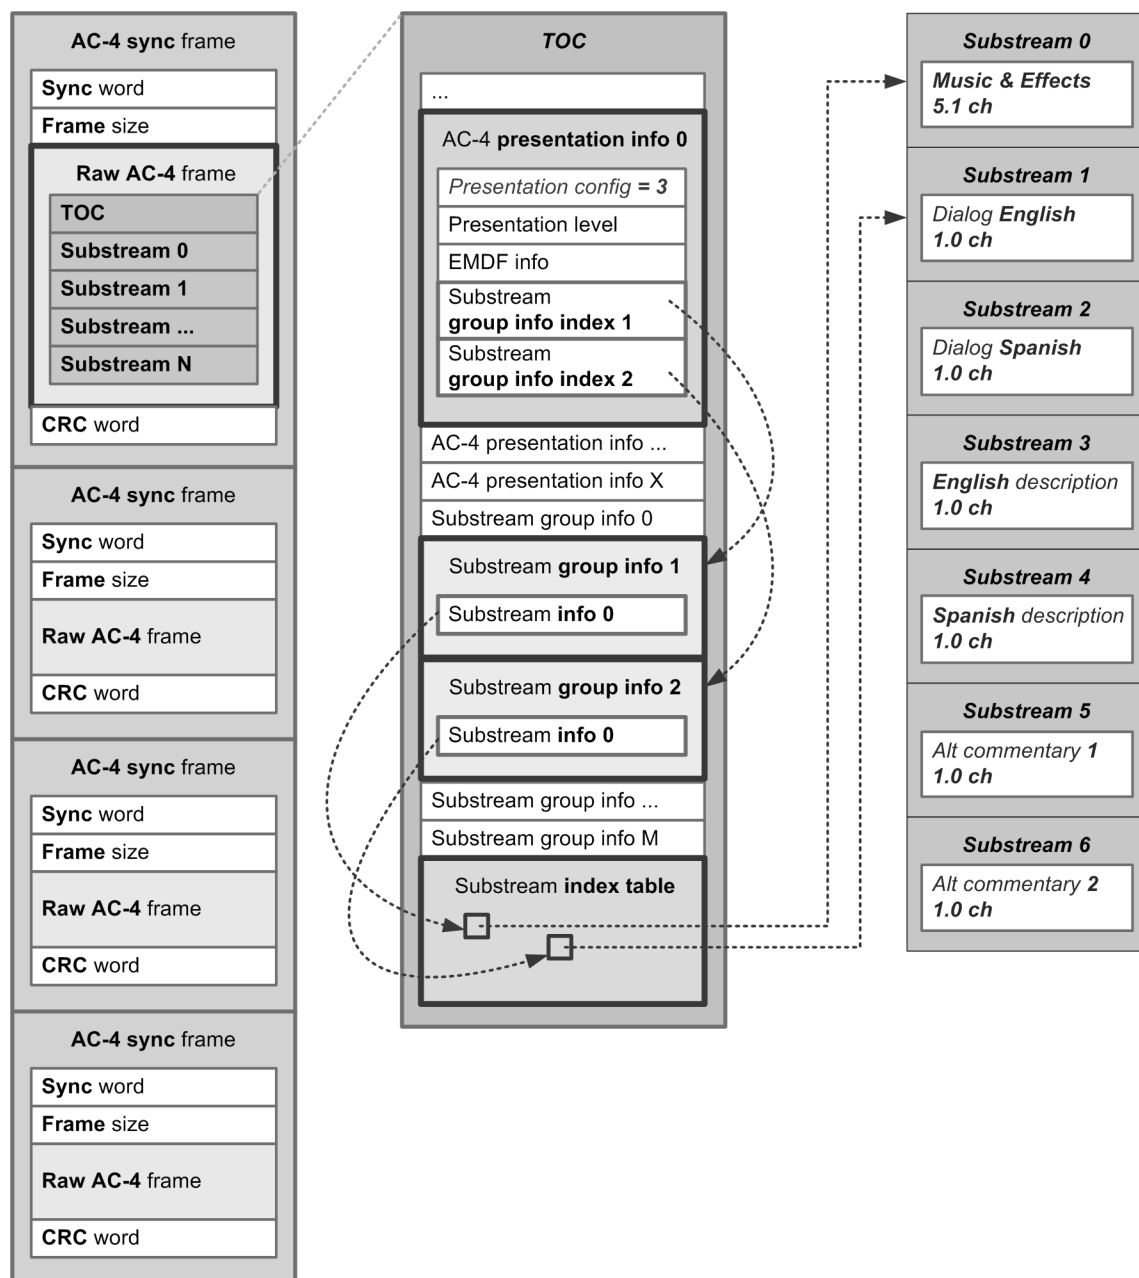 AC-4 sync frame
Sync word
Frame size
Raw AC-4 frame
TOC
Substream 0
Substream 1
Substream ...
Substream N
CRC word
AC-4 sync frame
Sync word
Frame size
Raw AC-4 frame
CRC word
AC-4 sync frame
Sync word
Frame size
Raw AC-4 frame
CRC word
AC-4 sync frame
Sync word
Frame size
Raw AC-4 frame
CRC word
TOC
...
AC-4 presentation info 0
Presentation config = 3
Presentation level
EMDF info
Substream
group info index 1
Substream
group info index 2
AC-4 presentation info ...
AC-4 presentation info X
Substream group info 0
Substream group info 1
Substream info 0
Substream group info 2
Substream info 0
Substream group info ...
Substream group info M
Substream index table
Substream 0
Music & Effects
5.1 ch
Substream 1
Dialog English
1.0 ch
Substream 2
Dialog Spanish
1.0 ch
Substream 3
English description
1.0 ch
Substream 4
Spanish description
1.0 ch
Substream 5
Alt commentary 1
1.0 ch
Substream 6
Alt commentary 2
1.0 ch